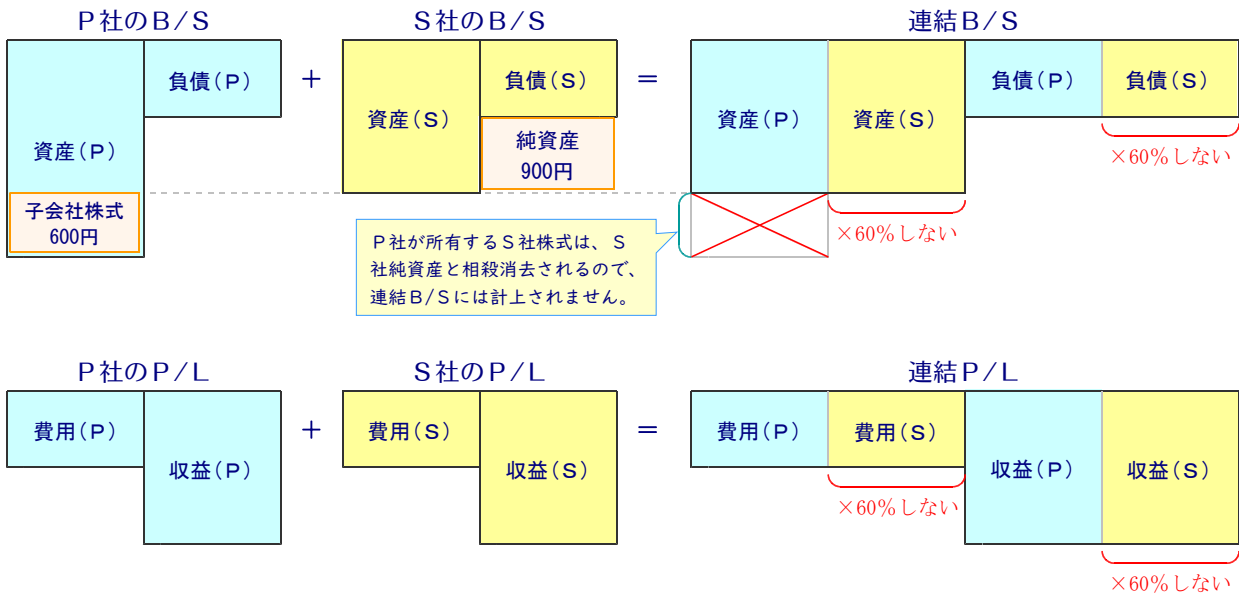 P社のB/S
S社のB/S
連結B/S
資産(P)
負債(P)
子会社株式
600円
+
資産(S)
負債(S)
純資産
900円
=
資産(P)
資産(S)
負債(P)
負債(S)
×60%しない
×60%しない
P社が所有するS社株式は、S
社純資産と相殺消去されるので、
連結B/Sには計上されません。
P社のP/L
S社のP/L
連結P/L
費用(P)
収益(P)
+
費用(S)
収益(S)
=
費用(P)
費用(S)
収益(P)
収益(S)
×60%しない
×60%しない